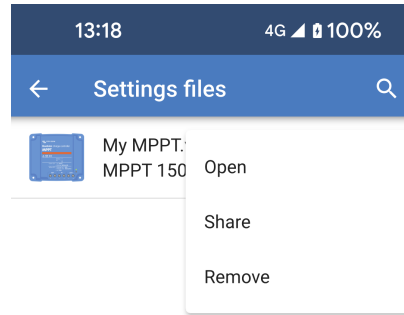 13:18 4G 100%
Settings files
My MPPT.
MPPT 150
Open
Share
Remove